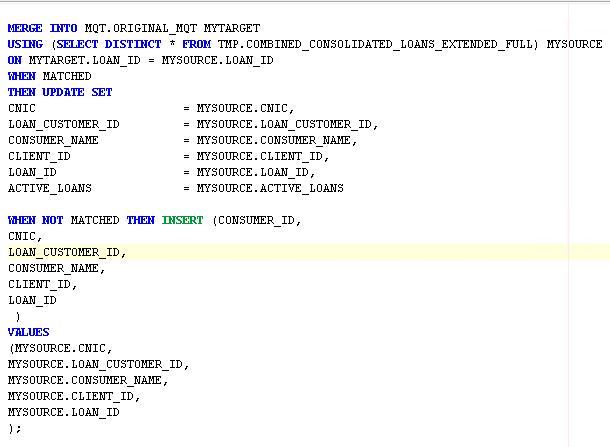 MERGE INTO MQT.ORIGINAL_MQT MYTARGET
USING (SELECT DISTINCT * FROM TMP.COMBINED_CONSOLIDATED_LOANS_EXTENDED_FULL) MYSOURCE
ON MYTARGET.LOAN_ID = MYSOURCE.LOAN_ID
WHEN MATCHED
THEN UPDATE SET
CNIC = MYSOURCE.CNIC,
LOAN_CUSTOMER_ID = MYSOURCE.LOAN_CUSTOMER_ID,
CONSUMER_NAME = MYSOURCE.CONSUMER_NAME,
CLIENT_ID = MYSOURCE.CLIENT_ID,
LOAN_ID = MYSOURCE.LOAN_ID,
ACTIVE_LOANS = MYSOURCE.ACTIVE_LOANS
WHEN NOT MATCHED THEN INSERT (CONSUMER_ID,
CNIC,
LOAN_CUSTOMER_ID,
CONSUMER_NAME,
CLIENT_ID,
LOAN_ID
)
VALUES
(MYSOURCE.CNIC,
MYSOURCE.LOAN_CUSTOMER_ID,
MYSOURCE.CONSUMER_NAME,
MYSOURCE.CLIENT_ID,
MYSOURCE.LOAN_ID
);